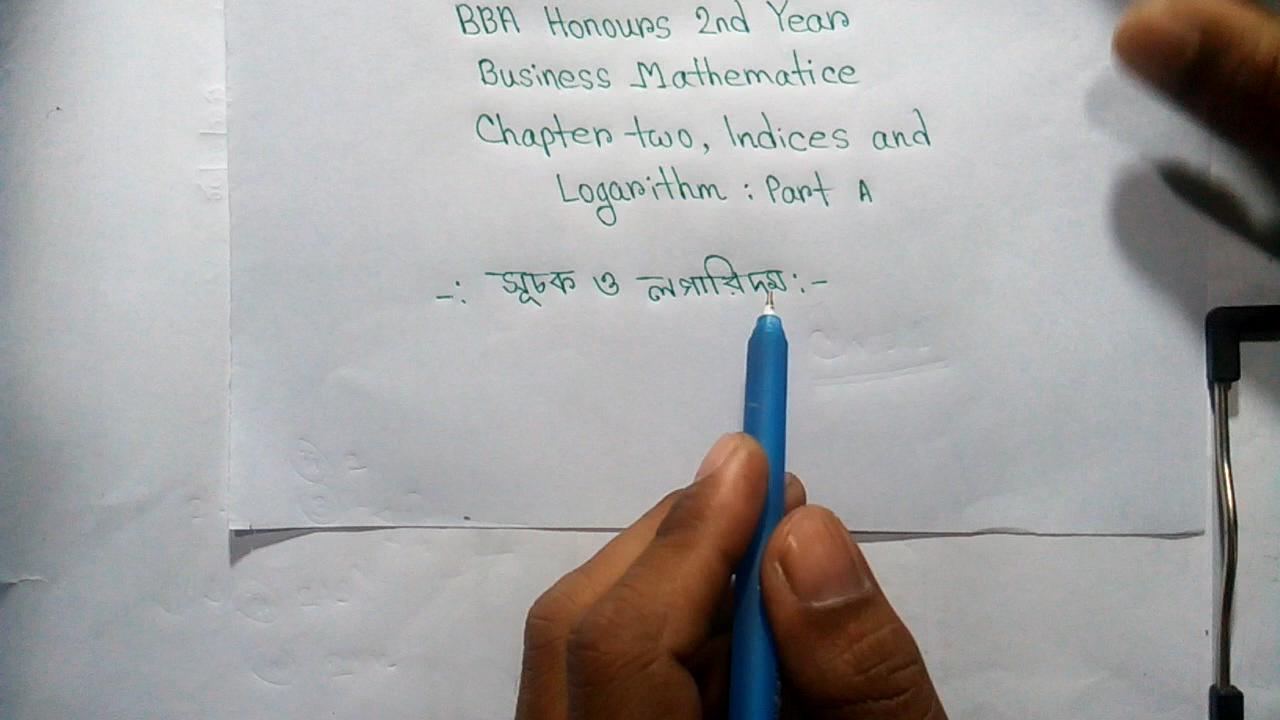 BBA Honours 2nd Year
Business Mathematice
Chapter two, Indices and
Logarithm : Part A
-: সূচক ও লগারিদম :-